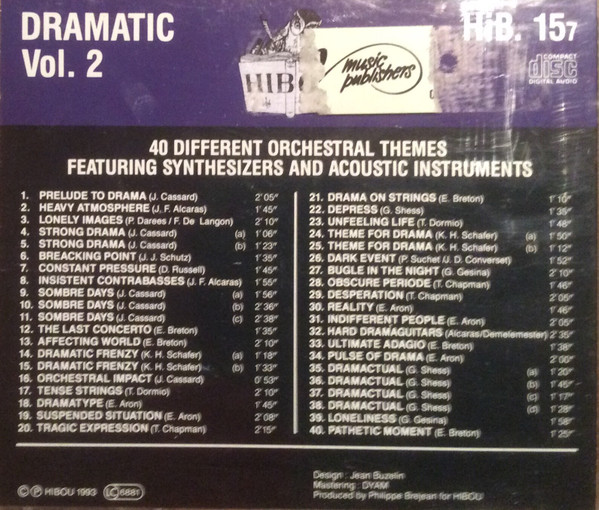 DRAMATIC
Vol. 2
HiB. 157
HIBO
music
publishers
COMPACT
disc
DIGITAL AUDIO
40 DIFFERENT ORCHESTRAL THEMES
FEATURING SYNTHESIZERS AND ACOUSTIC INSTRUMENTS
1. PRELUDE TO DRAMA (J. Cassard) 2'05"
2. HEAVY ATMOSPHERE (J. F. Alcaras) 1'45"
3. LONELY IMAGES (P. Darees / F. De Langon) 2'10"
4. STRONG DRAMA (J. Cassard) (a) 1'06"
5. STRONG DRAMA (J. Cassard) (b) 1'23"
6. BREACKING POINT (J. J. Schutz) 1'35"
7. CONSTANT PRESSURE (D. Russell) 1'45"
8. INSISTENT CONTRABASSES (J. F. Alcaras) 1'55"
9. SOMBRE DAYS (J. Cassard) (a) 1'56"
10. SOMBRE DAYS (J. Cassard) (b) 2'36"
11. SOMBRE DAYS (J. Cassard) (c) 2'38"
12. THE LAST CONCERTO (E. Breton) 1'35"
13. AFFECTING WORLD (E. Breton) 2'10"
14. DRAMATIC FRENZY (K. H. Schafer) (a) 1'18"
15. DRAMATIC FRENZY (K. H. Schafer) (b) 1'33"
16. ORCHESTRAL IMPACT (J. Cassard) 0'53"
17. TENSE STRINGS (T. Dormio) 2'10"
18. DRAMATYPE (E. Aron) 1'45"
19. SUSPENDED SITUATION (E. Aron) 2'08"
20. TRAGIC EXPRESSION (T. Chapman) 2'15"
21. DRAMA ON STRINGS (E. Breton) 1'10"
22. DEPRESS (G. Shess) 1'35"
23. UNFEELING LIFE (T. Dormio) 1'48"
24. THEME FOR DRAMA (K. H. Schafer) (a) 1'50"
25. THEME FOR DRAMA (K. H. Schafer) (b) 1'12"
26. DARK EVENT (P. Suchet /J. D. Converset) 1'52"
27. BUGLE IN THE NIGHT (G. Gesina) 2'10"
28. OBSCURE PERIODE (T. Chapman) 1'46"
29. DESPERATION (T. Chapman) 2'05"
30. REALITY (E. Aron) 1'46"
31. INDIFFERENT PEOPLE (E. Aron) 2'05"
32. HARD DRAMAGUITARS (Alcaras/Demelemester) 2'35"
33. ULTIMATE ADAGIO (E. Breton) 1'38"
34. PULSE OF DRAMA (E. Aron) 2'00"
35. DRAMACTUAL (G. Shess) (a) 1'20"
36. DRAMACTUAL (G. Shess) (b) 1'45"
37. DRAMACTUAL (G. Shess) (c) 1'17"
38. DRAMACTUAL (G. Shess) (d) 1'28"
39. LONELINESS (G. Gesina) 1'58"
40. PATHETIC MOMENT (E. Breton) 1'25"
Design : Jean Buzelin
Mastering : DYAM
Produced by Philippe Brejean for HIBOU
© ℗ HIBOU 1993 LC 6881